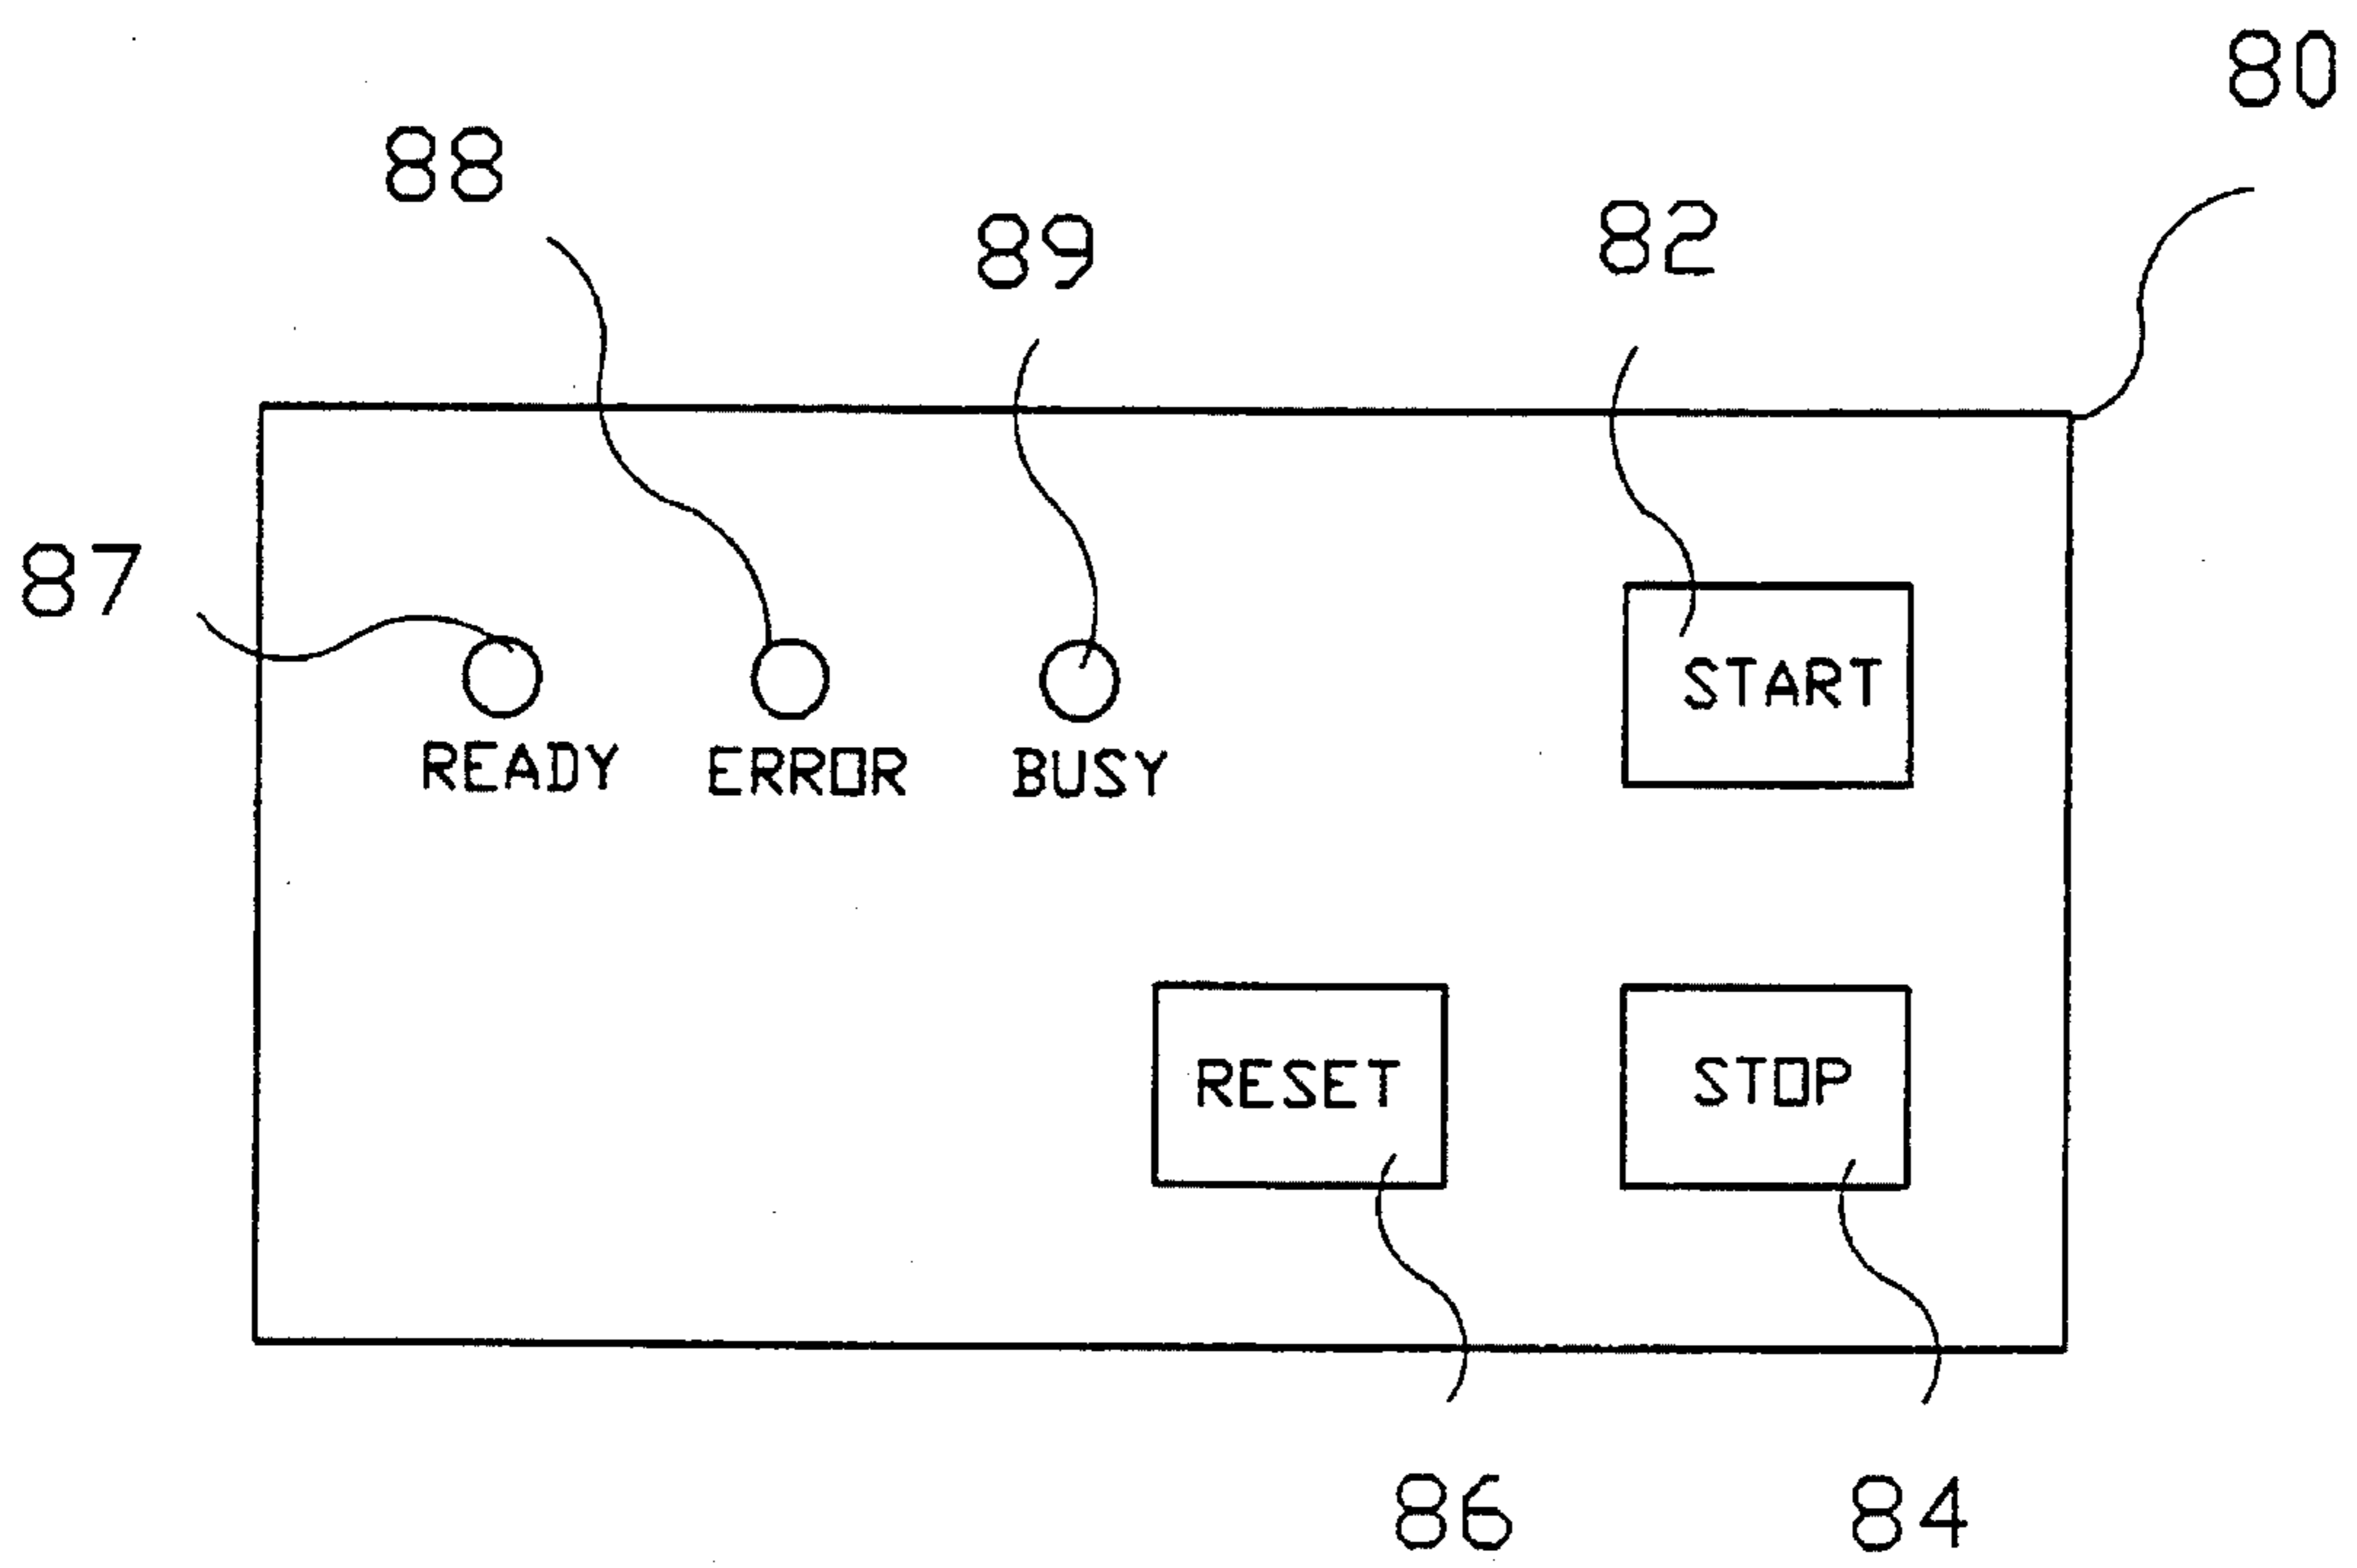 80
88
89
82
87
START
READY ERROR BUSY
RESET STOP
86 84